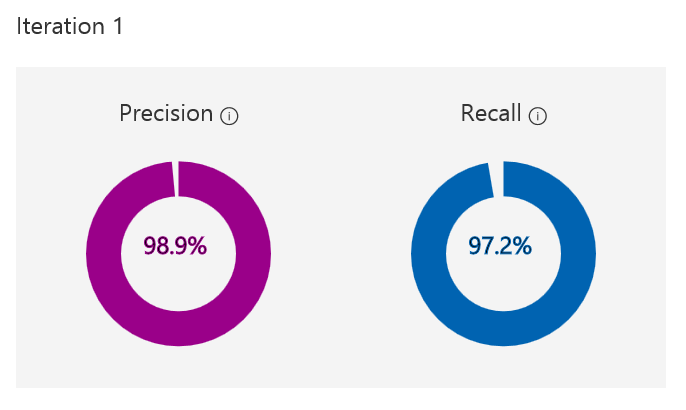 Iteration 1
Precision ⓘ
Recall ⓘ
98.9%
97.2%